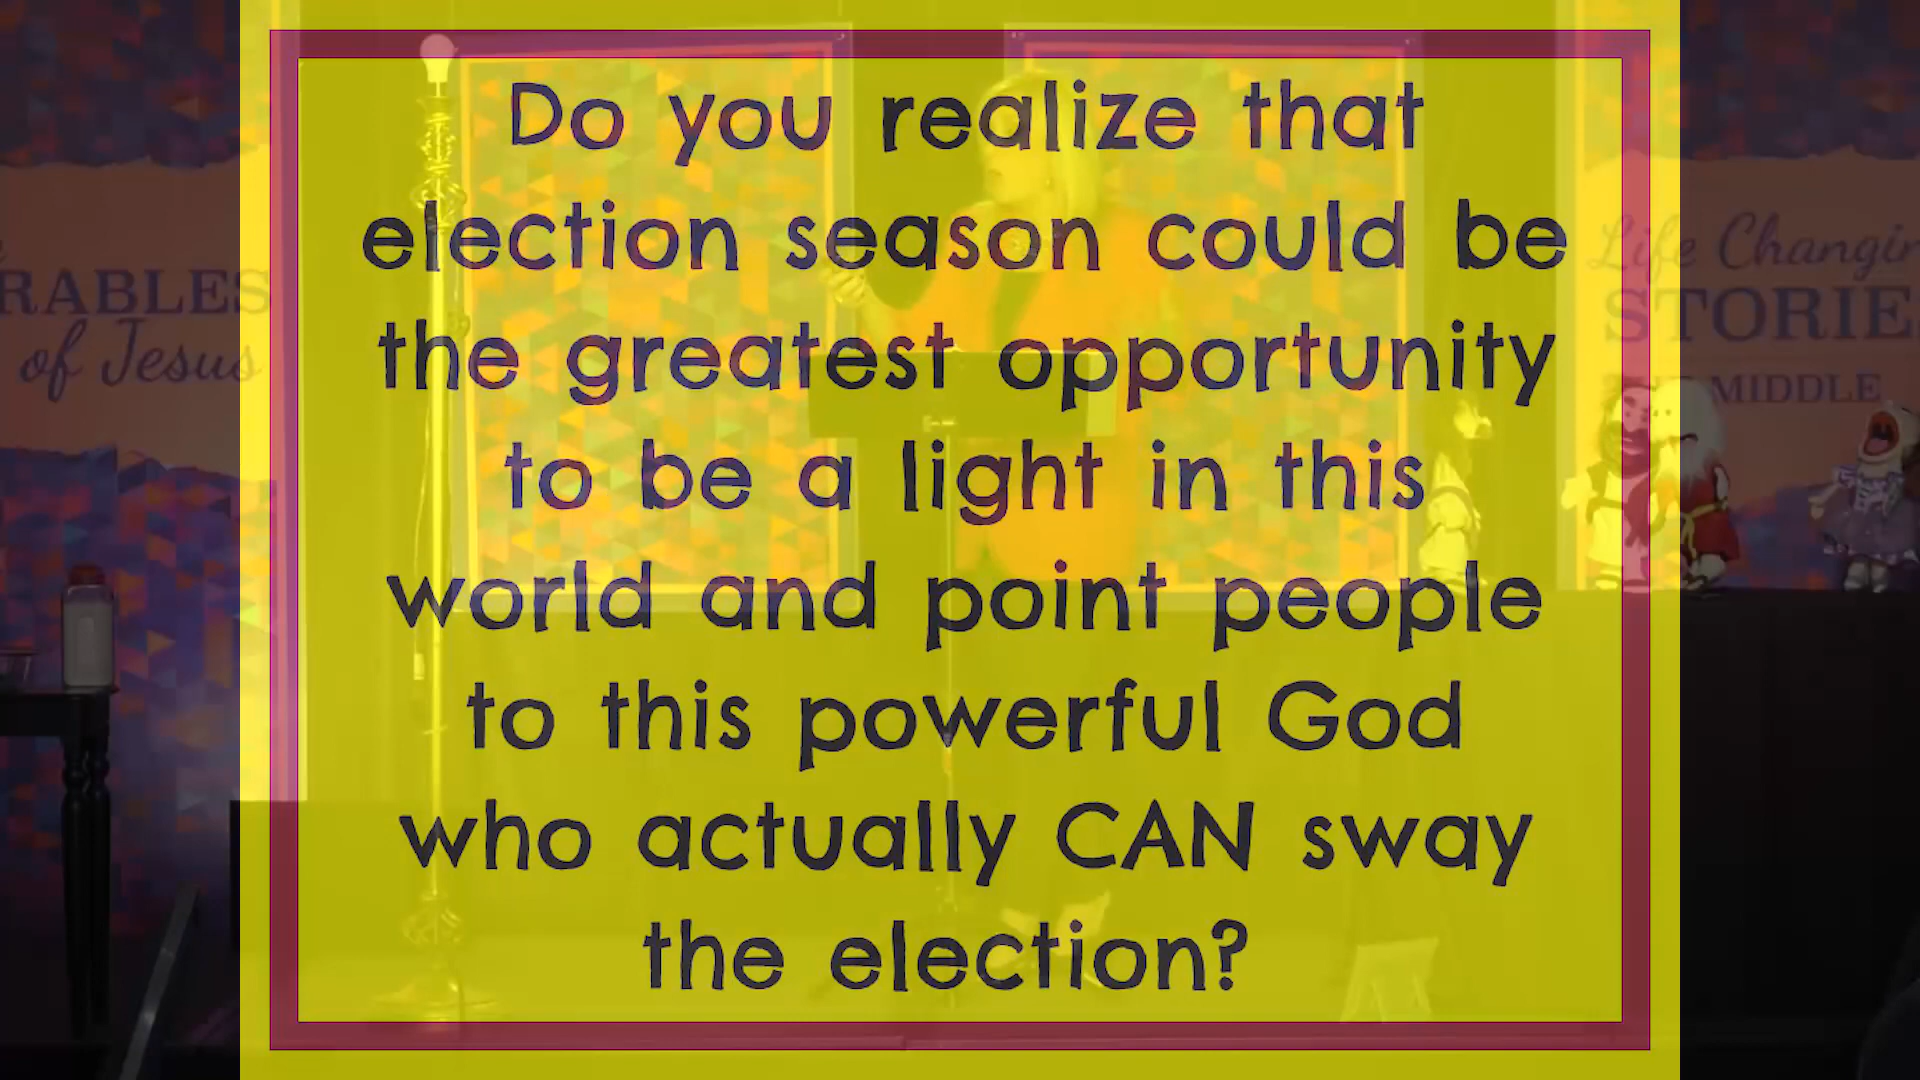 Do you realize that
election season could be
the greatest opportunity
to be a light in this
world and point people
to this powerful God
who actually CAN sway
the election?
RABLES
of Jesus
Life Changin
STORIE
MIDDLE